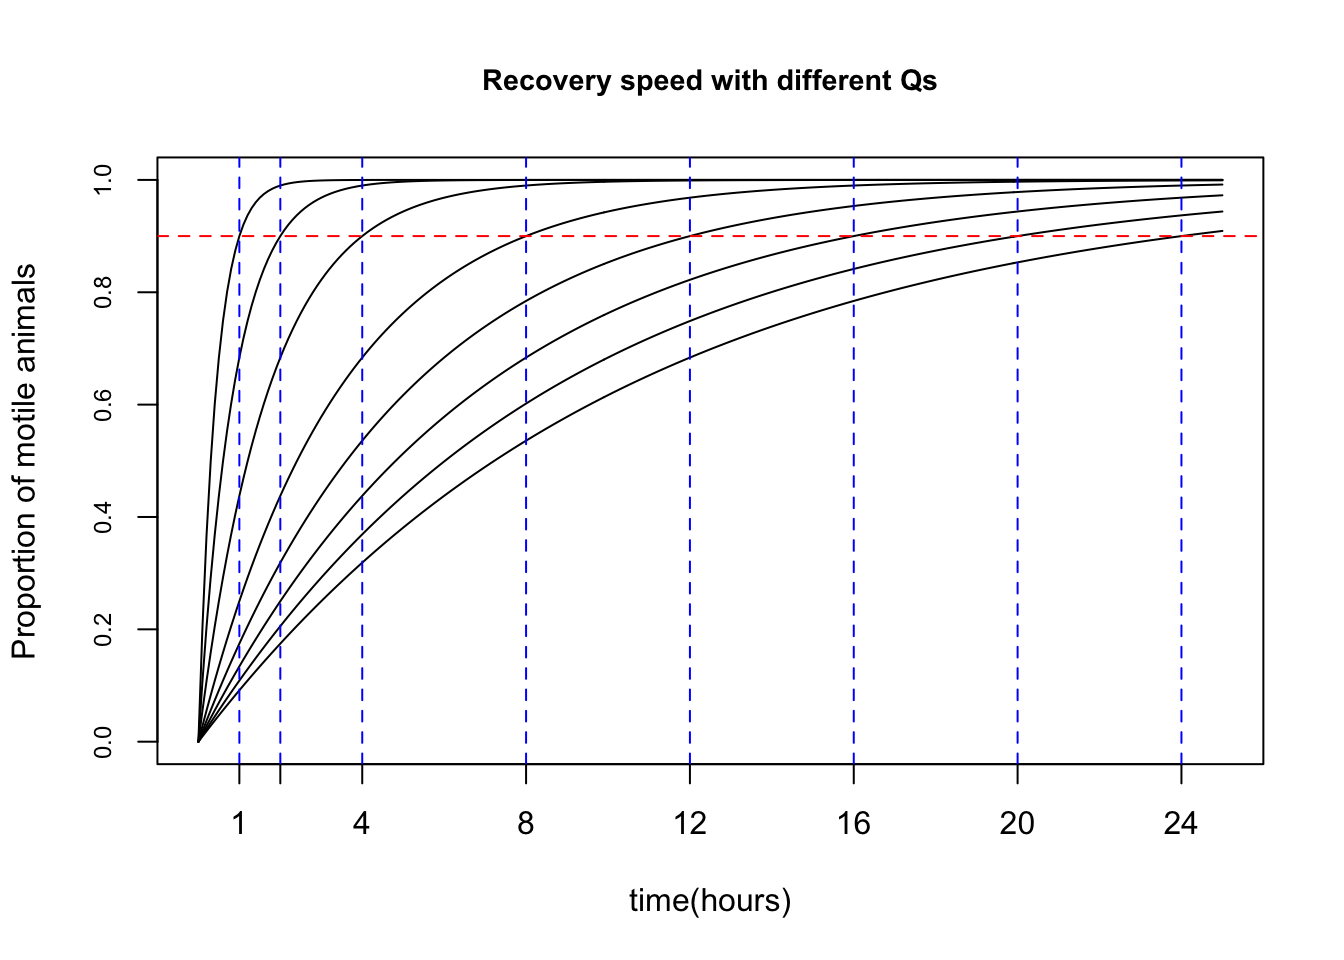 Recovery speed with different Qs
Proportion of motile animals
1.0
0.8
0.6
0.4
0.2
0.0
1 4 8 12 16 20 24
time(hours)